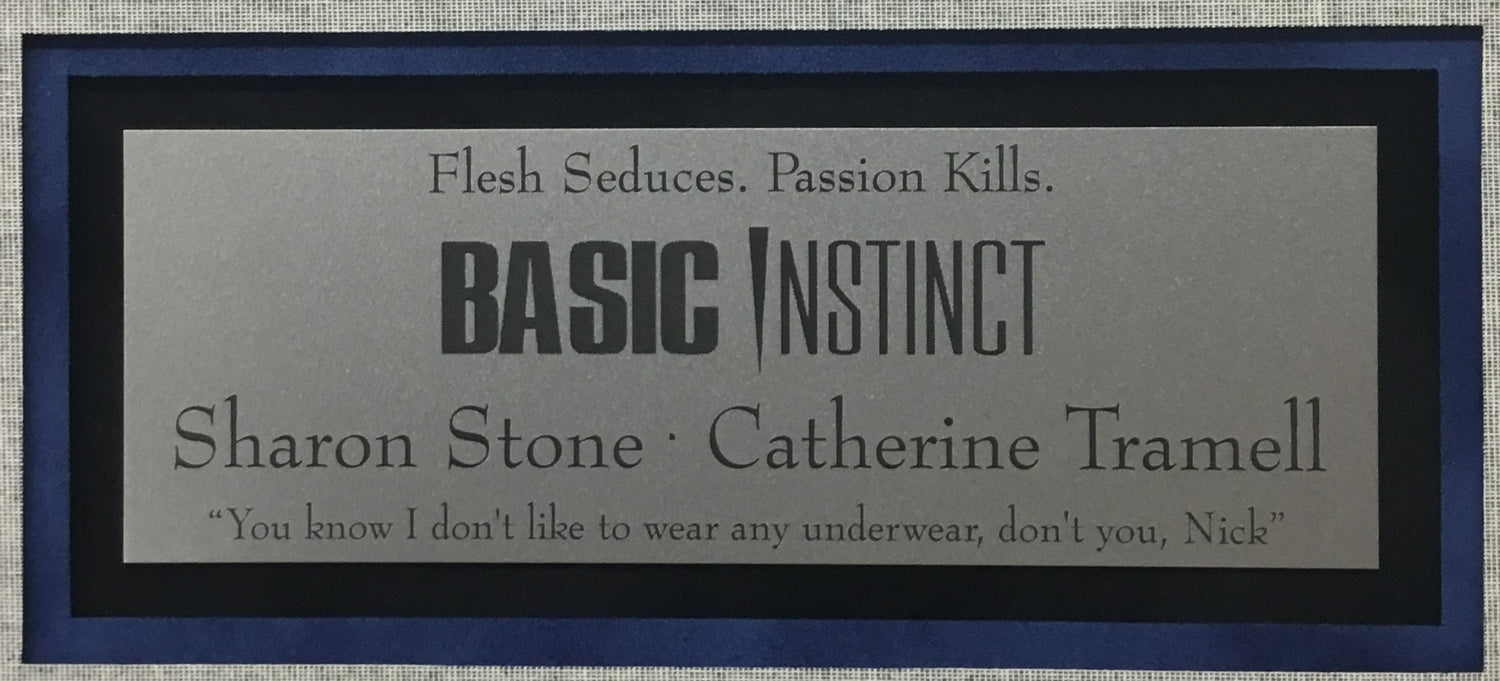 Flesh Seduces. Passion Kills.
BASIC INSTINCT
Sharon Stone · Catherine Tramell
“You know I don't like to wear any underwear, don't you, Nick”